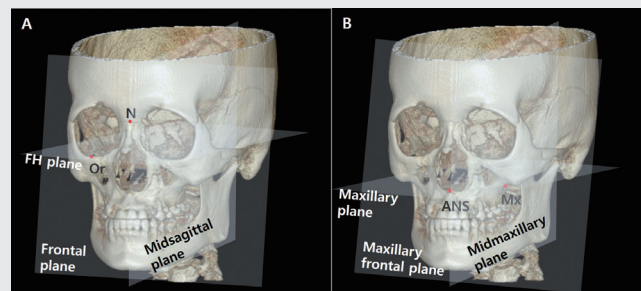 A
N
FH plane
Or
Midsagittal
plane
Frontal
plane
B
Maxillary
plane
ANS
Mx
Maxillary
frontal plane
Midmaxillary
plane